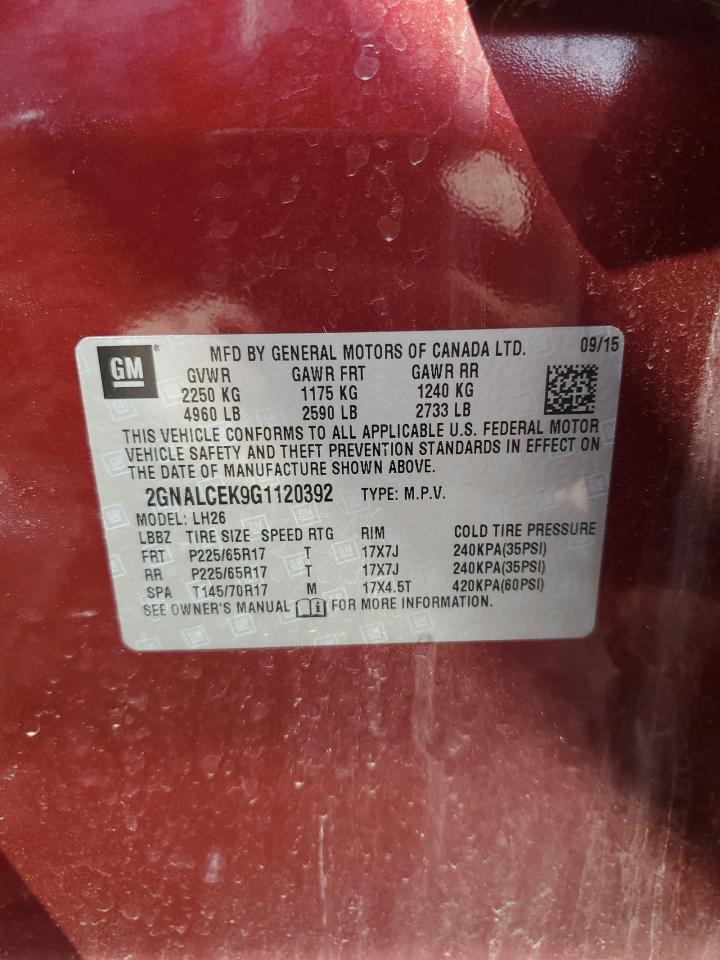 GM
MFD BY GENERAL MOTORS OF CANADA LTD. 09/15
GVWR GAWR FRT GAWR RR
2250 KG 1175 KG 1240 KG
4960 LB 2590 LB 2733 LB
THIS VEHICLE CONFORMS TO ALL APPLICABLE U.S. FEDERAL MOTOR
VEHICLE SAFETY AND THEFT PREVENTION STANDARDS IN EFFECT ON
THE DATE OF MANUFACTURE SHOWN ABOVE.
2GNALCEK9G1120392 TYPE: M.P.V.
MODEL: LH26
LBBZ TIRE SIZE SPEED RTG RIM COLD TIRE PRESSURE
FRT P225/65R17 T 17X7J 240KPA(35PSI)
RR P225/65R17 T 17X7J 240KPA(35PSI)
SPA T145/70R17 M 17X4.5T 420KPA(60PSI)
SEE OWNER'S MANUAL FOR MORE INFORMATION.